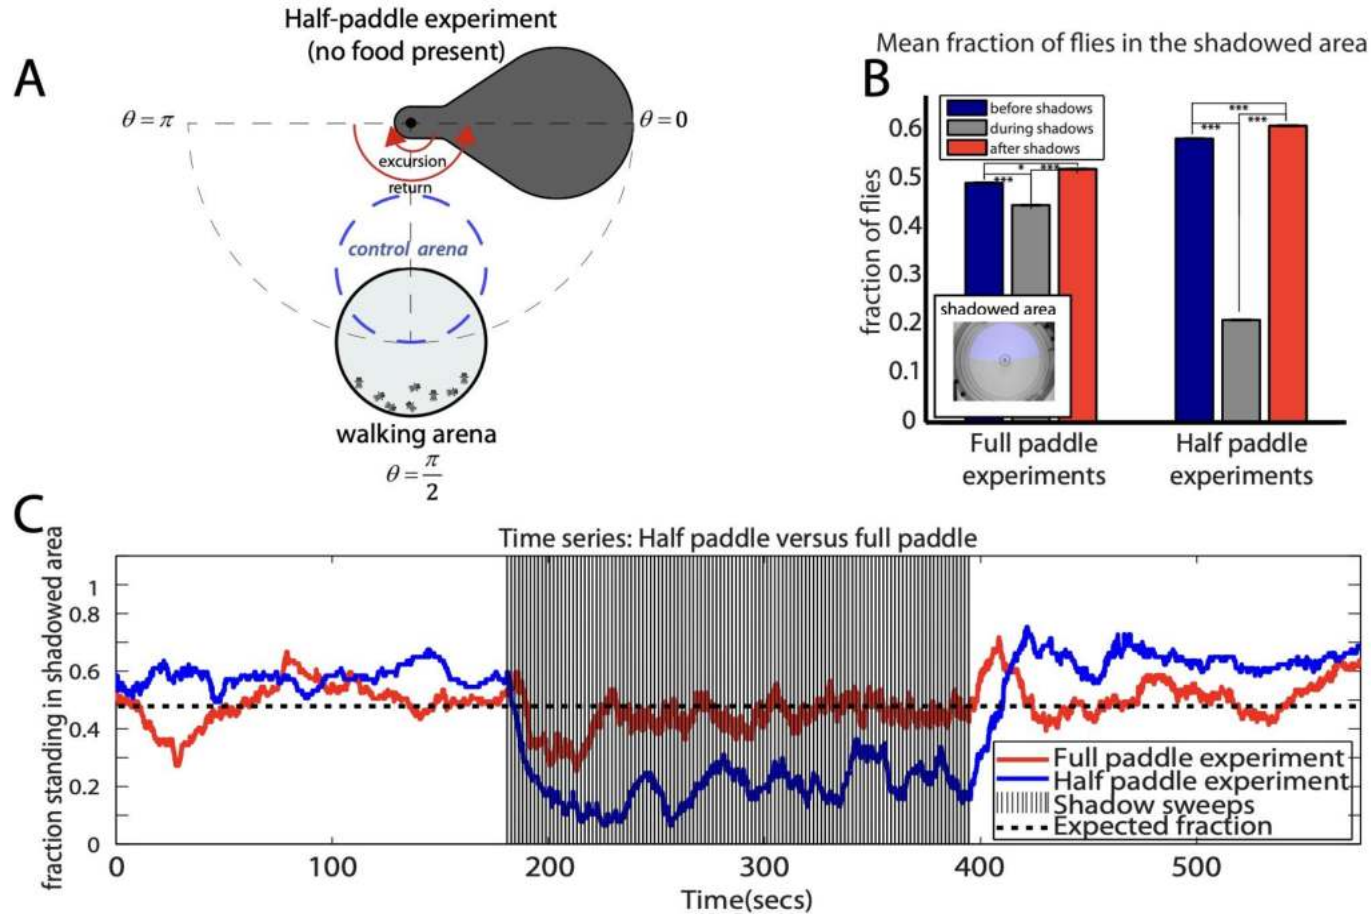 Half-paddle experiment
(no food present)
A
θ = π
θ = 0
excursion
return
control arena
walking arena
θ = π/2
Mean fraction of flies in the shadowed area
B
before shadows
during shadows
after shadows
fraction of flies
0.6
0.5
0.4
0.3
0.2
0.1
0
***
*
***
***
***
***
shadowed area
Full paddle
experiments
Half paddle
experiments
C
Time series: Half paddle versus full paddle
fraction standing in shadowed area
1
0.8
0.6
0.4
0.2
0
0
100
200
300
400
500
Time(secs)
Full paddle experiment
Half paddle experiment
Shadow sweeps
Expected fraction